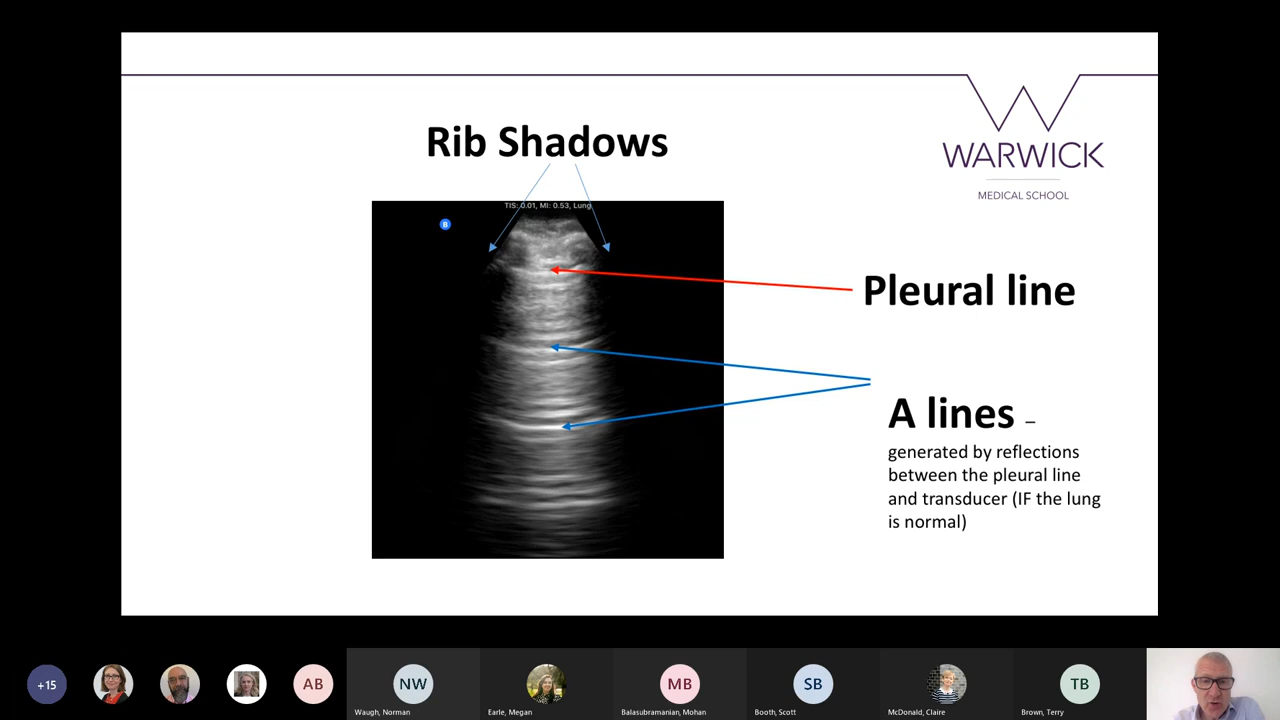 WARWICK
MEDICAL SCHOOL
Rib Shadows
TIS: 0.01, MI: 0.53, Lung
B
Pleural line
A lines –
generated by reflections
between the pleural line
and transducer (IF the lung
is normal)
+15
AB
NW
MB
SB
TB
Waugh, Norman
Earle, Megan
Balasubramanian, Mohan
Booth, Scott
McDonald, Claire
Brown, Terry